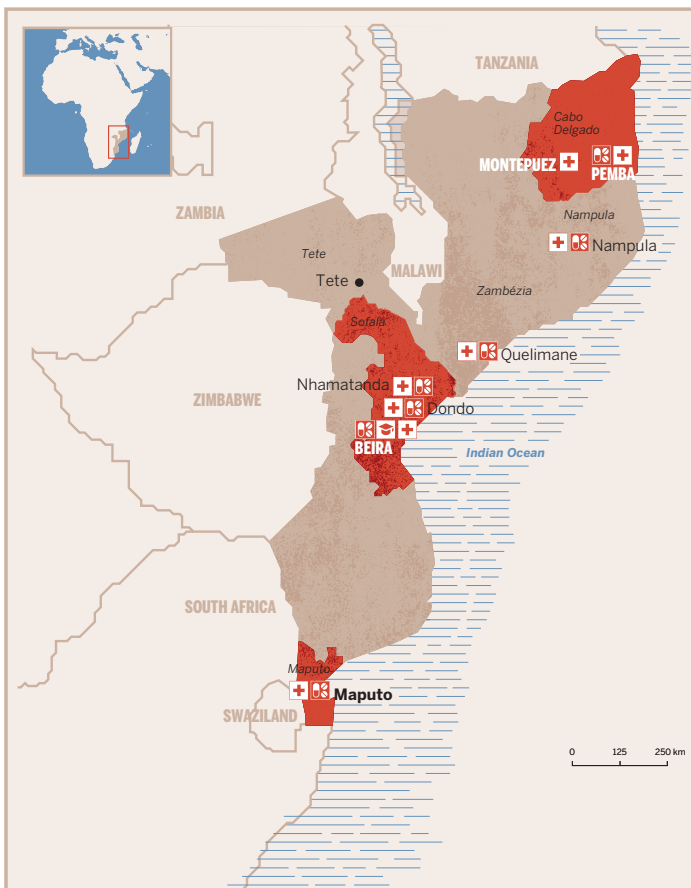 TANZANIA
Cabo
Delgado
MONTEPUEZ
PEMBA
ZAMBIA
Nampula
Nampula
Tete
MALAWI
Tete
Zambézia
Sofala
Quelimane
Nhamatanda
ZIMBABWE
Dondo
BEIRA
Indian Ocean
SOUTH AFRICA
Maputo
Maputo
SWAZILAND
0 125 250 km